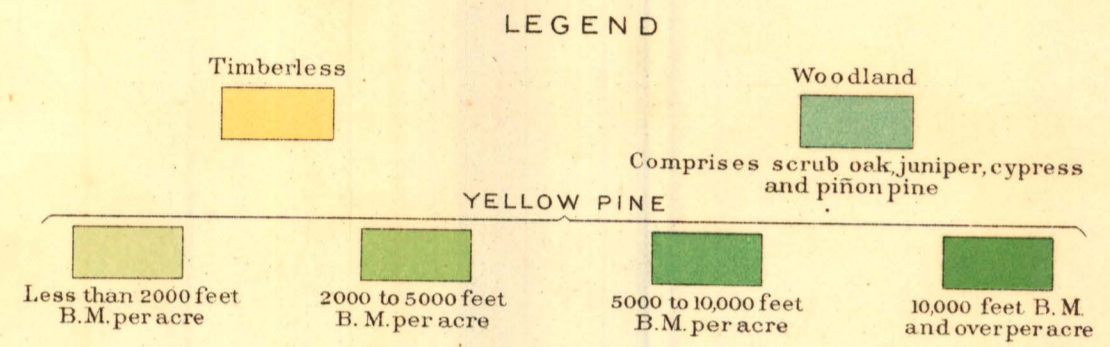 LEGEND
Timberless
Woodland
Comprises scrub oak, juniper, cypress
and piñon pine
YELLOW PINE
Less than 2000 feet
B.M. per acre
2000 to 5000 feet
B. M. per acre
5000 to 10,000 feet
B.M. per acre
10,000 feet B. M.
and over per acre